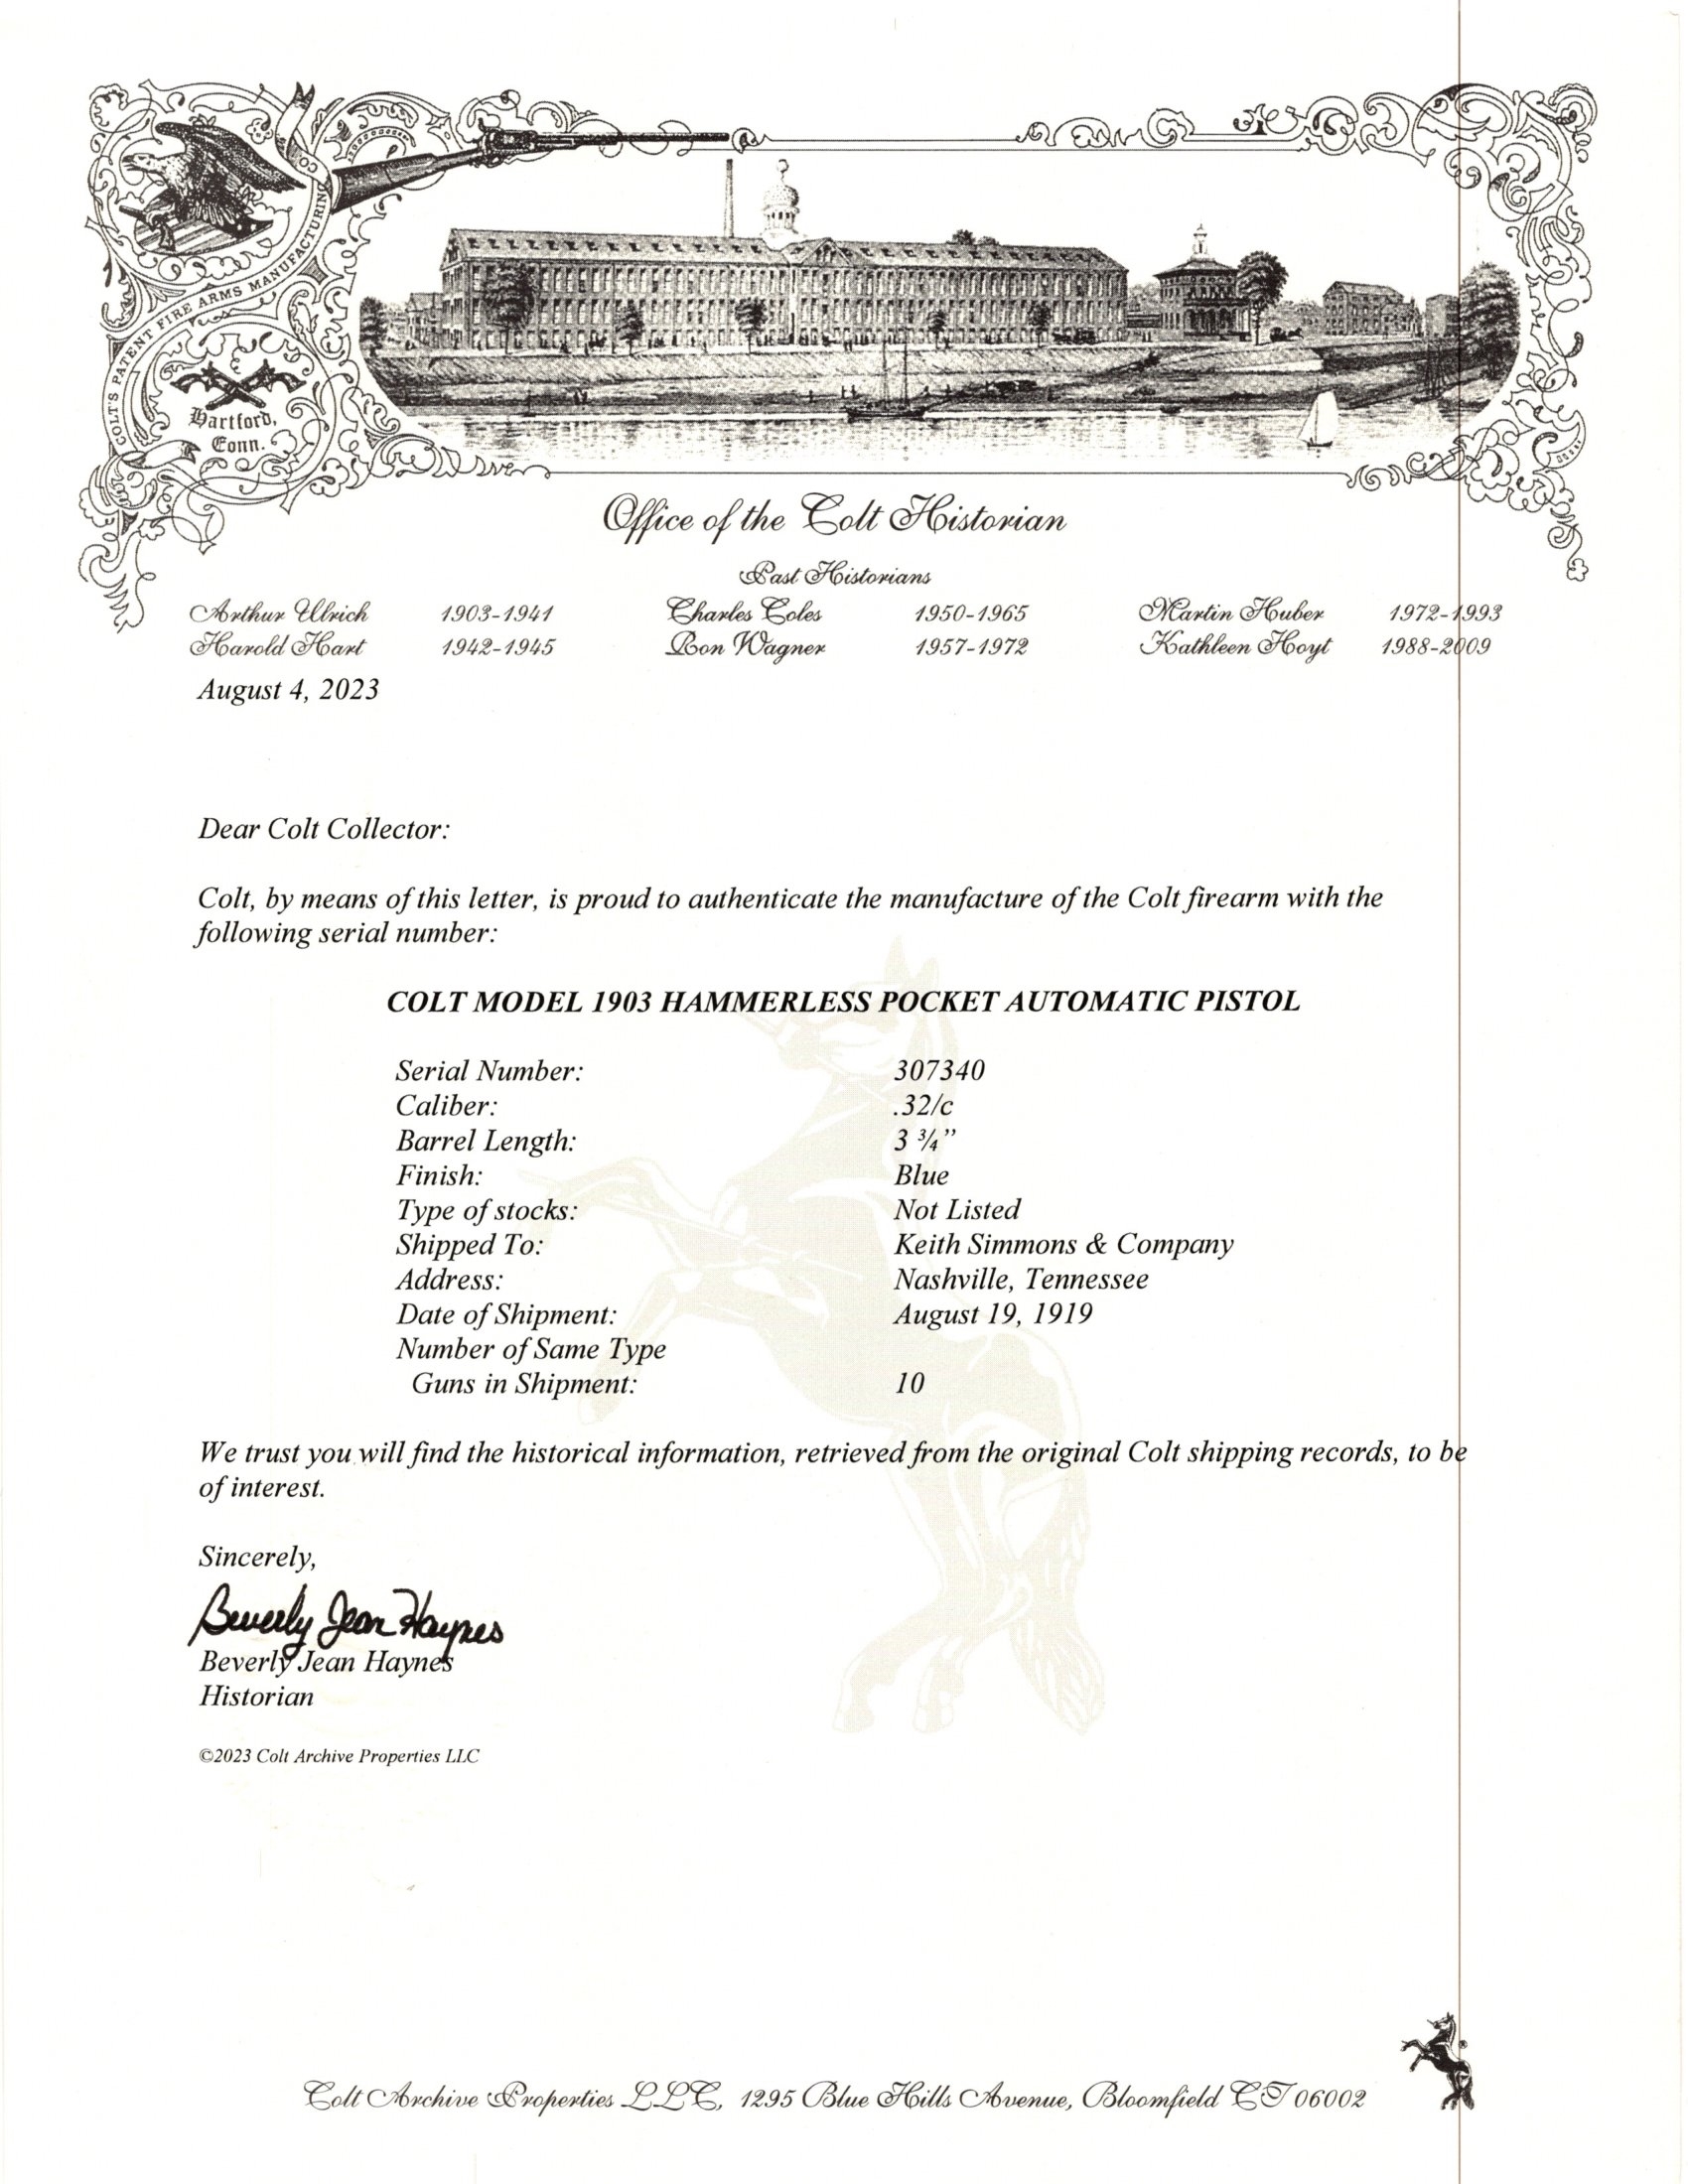 COLT'S PATENT FIRE ARMS MANUFACTURING CO
Hartford,
Conn.
Office of the Colt Historian
Past Historians
Arthur Ulrich 1903-1941 Charles Coles 1950-1965 Martin Huber 1972-1993
Harold Hart 1942-1945 Ron Wagner 1957-1972 Kathleen Hoyt 1988-2009
August 4, 2023
Dear Colt Collector:
Colt, by means of this letter, is proud to authenticate the manufacture of the Colt firearm with the
following serial number:
COLT MODEL 1903 HAMMERLESS POCKET AUTOMATIC PISTOL
Serial Number: 307340
Caliber: .32/c
Barrel Length: 3 ¾”
Finish: Blue
Type of stocks: Not Listed
Shipped To: Keith Simmons & Company
Address: Nashville, Tennessee
Date of Shipment: August 19, 1919
Number of Same Type
Guns in Shipment: 10
We trust you will find the historical information, retrieved from the original Colt shipping records, to be
of interest.
Sincerely,
Beverly Jean Haynes
Beverly Jean Haynes
Historian
©2023 Colt Archive Properties LLC
Colt Archive Properties LLC, 1295 Blue Hills Avenue, Bloomfield CT 06002